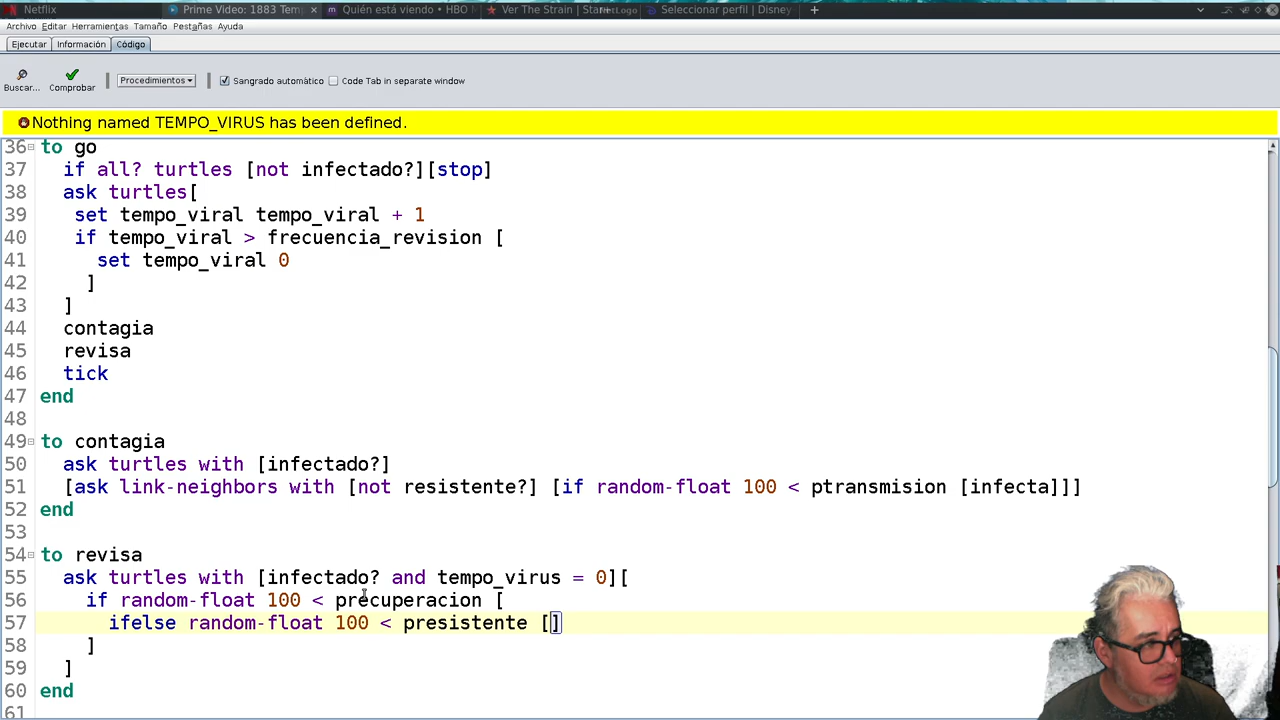 Netflix
Prime Video: 1883 Tem
Quién está viendo • HBO
Ver The Strain | Star
Seleccionar perfil | Disney
Archivo Editar Herramientas Tamaño Pestañas Ayuda
Ejecutar Información Código
Buscar... Comprobar Procedimientos Sangrado automático Code Tab in separate window
Nothing named TEMPO_VIRUS has been defined.
36 to go
37 if all? turtles [not infectado?][stop]
38 ask turtles[
39 set tempo_viral tempo_viral + 1
40 if tempo_viral > frecuencia_revision [
41 set tempo_viral 0
42 ]
43 ]
44 contagia
45 revisa
46 tick
47 end
48
49 to contagia
50 ask turtles with [infectado?]
51 [ask link-neighbors with [not resistente?] [if random-float 100 < ptransmision [infecta]]]
52 end
53
54 to revisa
55 ask turtles with [infectado? and tempo_virus = 0][
56 if random-float 100 < precuperacion [
57 ifelse random-float 100 < presistente []
58 ]
59 ]
60 end
61